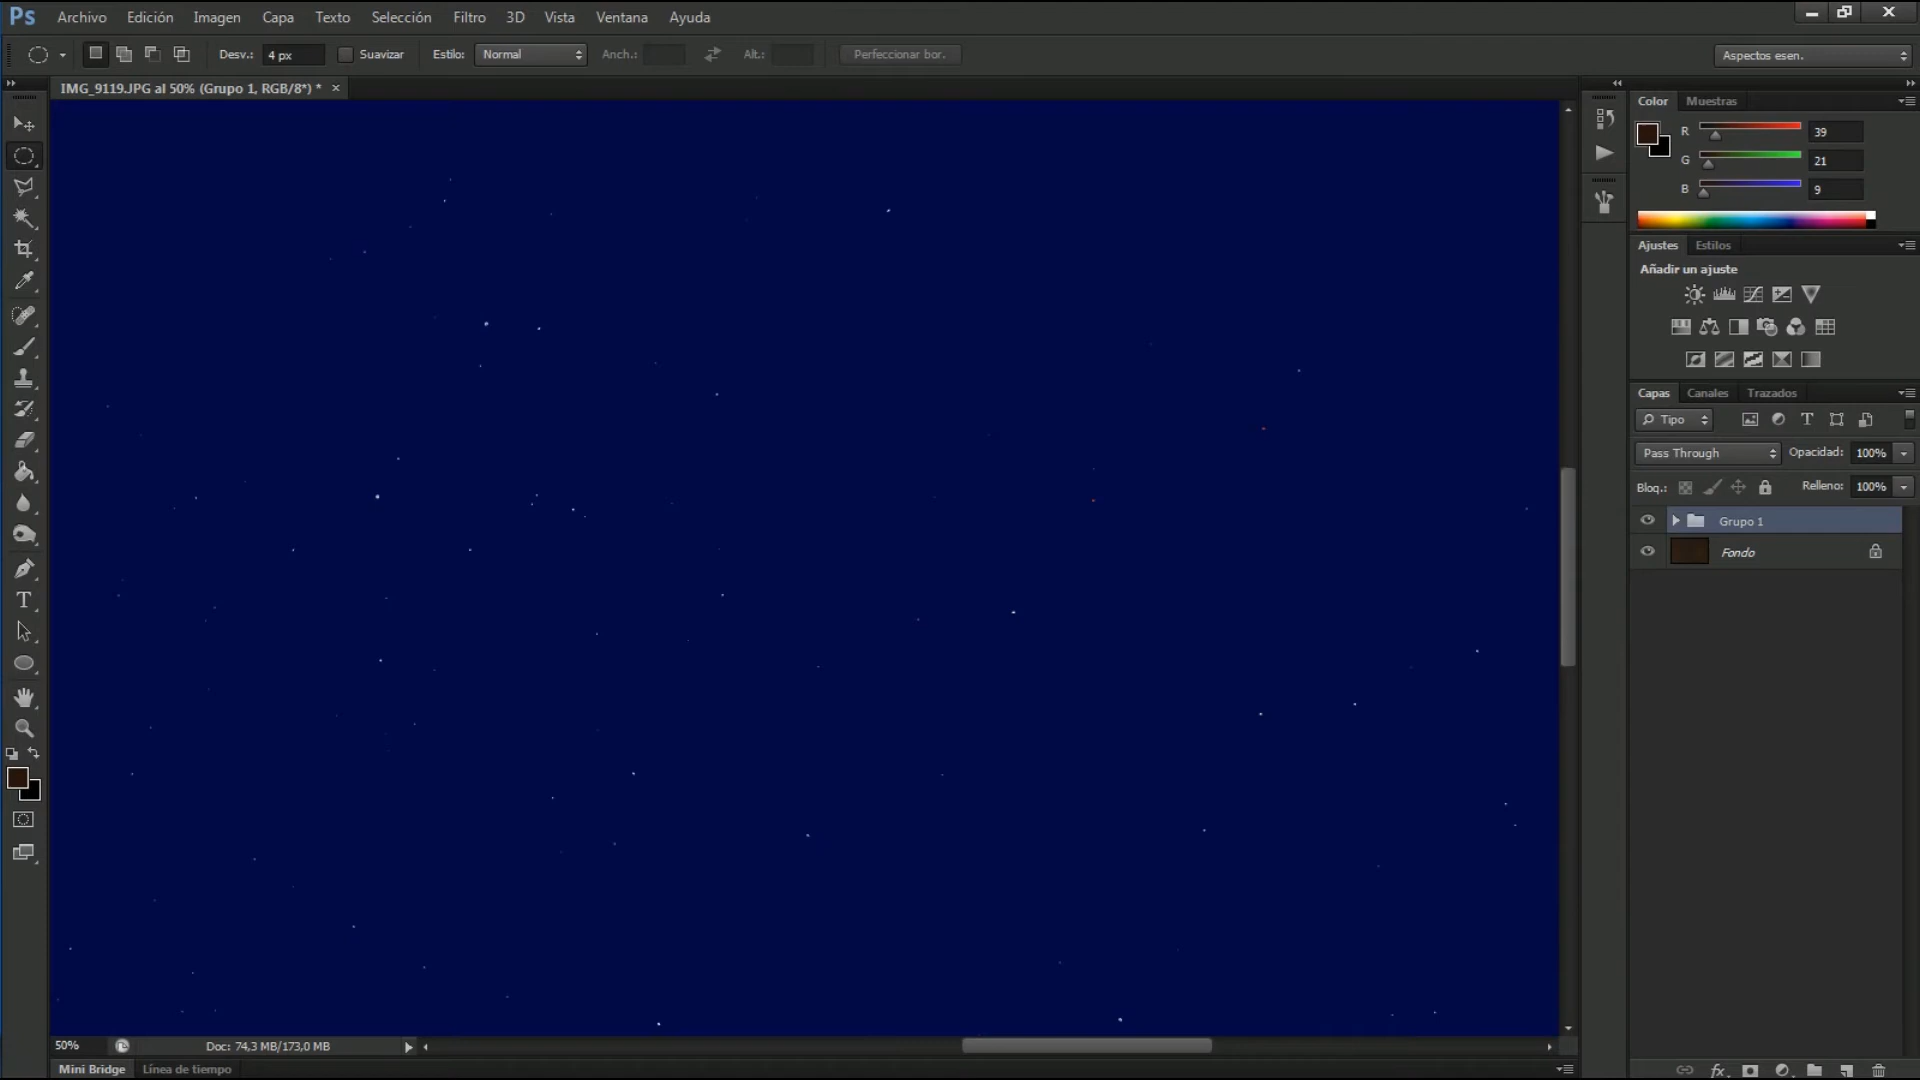 Ps Archivo Edición Imagen Capa Texto Selección Filtro 3D Vista Ventana Ayuda
Desv.: 4 px Suavizar Estilo: Normal Anch.: Alt.: Perfeccionar bor. Aspectos esen.
IMG_9119.JPG al 50% (Grupo 1, RGB/8*) * ×
Color Muestras
R 39
G 21
B 9
Ajustes Estilos
Añadir un ajuste
Capas Canales Trazados
Tipo
Pass Through Opacidad: 100%
Bloq.: Relleno: 100%
Grupo 1
Fondo
50% Doc: 74,3 MB/173,0 MB
Mini Bridge Línea de tiempo